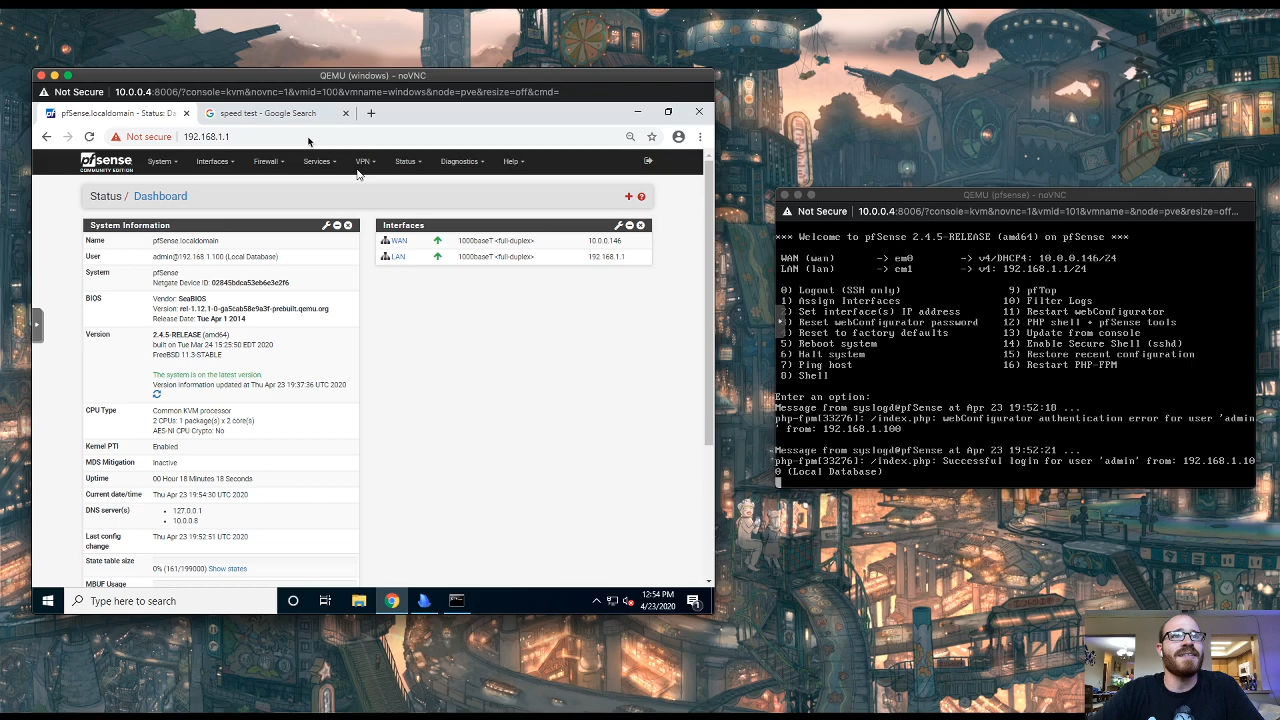 QEMU (windows) - noVNC
Not Secure 10.0.0.4:8006/?console=kvm&novnc=1&vmid=100&vmname=windows&node=pve&resize=off&cmd=
pfSense.localdomain - Status: Da
speed test - Google Search
Not secure 192.168.1.1
pfsense
COMMUNITY EDITION
System Interfaces Firewall Services VPN Status Diagnostics Help
Status / Dashboard
System Information
Name pfSense.localdomain
User admin@192.168.1.100 (Local Database)
System pfSense
Netgate Device ID: 02845bdca53eb6e3e2f6
BIOS Vendor: SeaBIOS
Version: rel-1.12.1-0-ga5cab58e9a3f-prebuilt.qemu.org
Release Date: Tue Apr 1 2014
Version 2.4.5-RELEASE (amd64)
built on Tue Mar 24 15:25:50 EDT 2020
FreeBSD 11.3-STABLE
The system is on the latest version.
Version information updated at Thu Apr 23 19:37:36 UTC 2020
CPU Type Common KVM processor
2 CPUs: 1 package(s) x 2 core(s)
AES-NI CPU Crypto: No
Kernel PTI Enabled
MDS Mitigation Inactive
Uptime 00 Hour 18 Minutes 18 Seconds
Current date/time Thu Apr 23 19:54:30 UTC 2020
DNS server(s)
127.0.0.1
10.0.0.8
Last config change Thu Apr 23 19:52:51 UTC 2020
State table size 0% (161/199000) Show states
MBUF Usage
Interfaces
WAN 1000baseT <full-duplex> 10.0.0.146
LAN 1000baseT <full-duplex> 192.168.1.1
Type here to search
12:54 PM
4/23/2020
1
QEMU (pfsense) - noVNC
Not Secure 10.0.0.4:8006/?console=kvm&novnc=1&vmid=101&vmname=&node=pve&resize=off...
*** Welcome to pfSense 2.4.5-RELEASE (amd64) on pfSense ***
WAN (wan) -> em0 -> v4/DHCP4: 10.0.0.146/24
LAN (lan) -> em1 -> v4: 192.168.1.1/24
0) Logout (SSH only) 9) pfTop
1) Assign Interfaces 10) Filter Logs
2) Set interface(s) IP address 11) Restart webConfigurator
) Reset webConfigurator password 12) PHP shell + pfSense tools
) Reset to factory defaults 13) Update from console
5) Reboot system 14) Enable Secure Shell (sshd)
6) Halt system 15) Restore recent configuration
7) Ping host 16) Restart PHP-FPM
8) Shell
Enter an option:
Message from syslogd@pfSense at Apr 23 19:52:18 ...
php-fpm[33276]: /index.php: webConfigurator authentication error for user 'admin
' from: 192.168.1.100
Message from syslogd@pfSense at Apr 23 19:52:21 ...
php-fpm[33276]: /index.php: Successful login for user 'admin' from: 192.168.1.10
0 (Local Database)